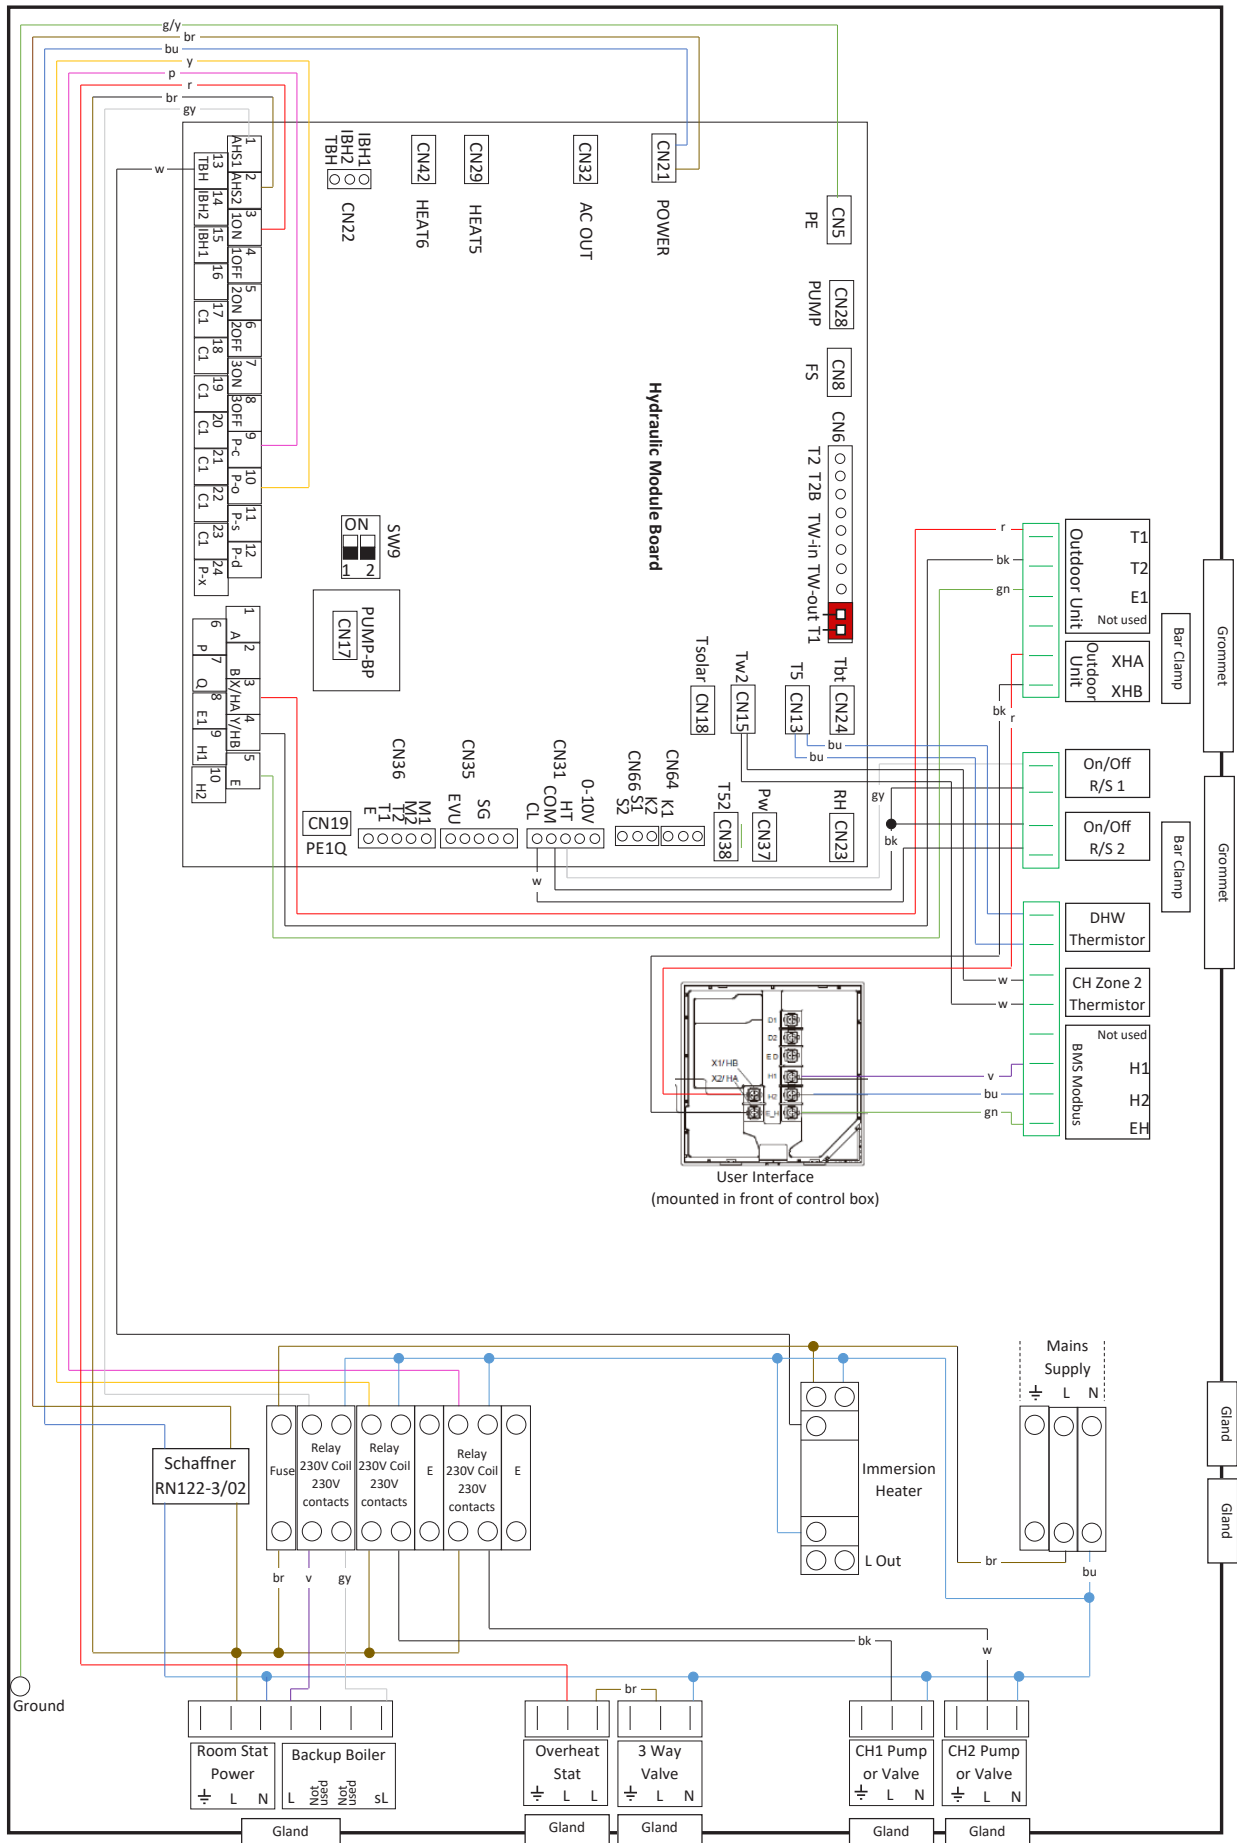 g/y
br
bu
y
p
r
br
gy
w
1
AHS1
2
AHS2
3
1ON
4
1OFF
5
2ON
6
2OFF
7
3ON
8
3OFF
9
P-c
10
P-o
11
P-s
12
P-d
13
TBH
14
IBH2
15
IBH1
16
17
C1
18
C1
19
C1
20
C1
21
C1
22
C1
23
C1
24
P-x
IBH1
IBH2
TBH
CN22
CN42
HEAT6
CN29
HEAT5
CN32
AC OUT
CN21
POWER
CN5
PE
CN28
PUMP
CN8
FS
CN6
T2 T2B TW-in TW-out T1
Hydraulic Module Board
ON
1 2
SW9
PUMP-BP
CN17
1
A
2
B
3
X/HA
4
Y/HB
5
E
6
P
7
Q
8
E1
9
H1
10
H2
Tsolar
CN18
Tw2
CN15
T5
CN13
Tbt
CN24
bu
bu
CN19
PE1Q
CN36
E
T1
T2
M2
M1
CN35
EVU
SG
CN31
CL
COM
HT
0-10V
CN66
S2
S1
K2
CN64
K1
T52
CN38
Pw
CN37
RH
CN23
w
gy
bk
r
bk
gn
bk
r
Outdoor Unit
T1
T2
E1
Not used
Outdoor
Unit
XHA
XHB
Bar Clamp
Grommet
On/Off
R/S 1
On/Off
R/S 2
Bar Clamp
Grommet
DHW
Thermistor
w
w
CH Zone 2
Thermistor
Not used
BMS Modbus
H1
H2
EH
v
bu
gn
D1
D2
E D
H1
H2
E_H
X1/HB
X2/HA
User Interface
(mounted in front of control box)
Mains
Supply
L N
Gland
Gland
Schaffner
RN122-3/02
Fuse
Relay
230V Coil
230V
contacts
Relay
230V Coil
230V
contacts
E
Relay
230V Coil
230V
contacts
E
Immersion
Heater
L Out
br
bu
br
v
gy
bk
w
br
Ground
Room Stat
Power
L N
Backup Boiler
L
Not
used
Not
used
sL
Overheat
Stat
L L
3 Way
Valve
L N
CH1 Pump
or Valve
L N
CH2 Pump
or Valve
L N
Gland
Gland
Gland
Gland
Gland